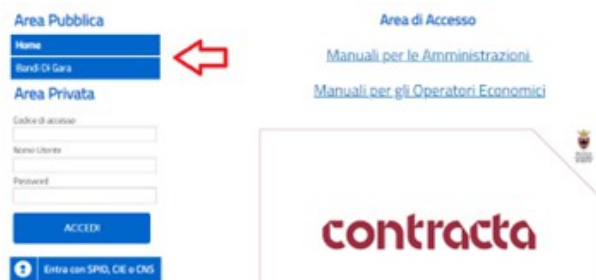 Area Pubblica
Home
Bandi Di Gara
Area Privata
Codice di accesso
Nome Utente
Password
ACCEDI
Entra con SPID, CIE o CNS
Area di Accesso
Manuali per le Amministrazioni
Manuali per gli Operatori Economici
contracta